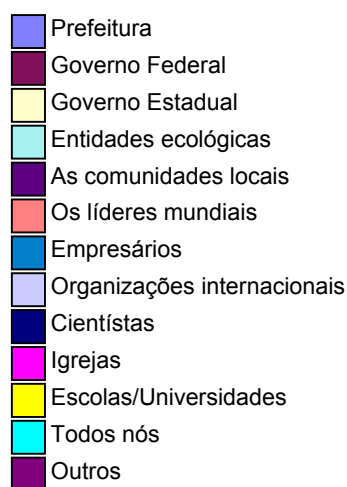 Prefeitura
Governo Federal
Governo Estadual
Entidades ecológicas
As comunidades locais
Os líderes mundiais
Empresários
Organizações internacionais
Cientístas
Igrejas
Escolas/Universidades
Todos nós
Outros